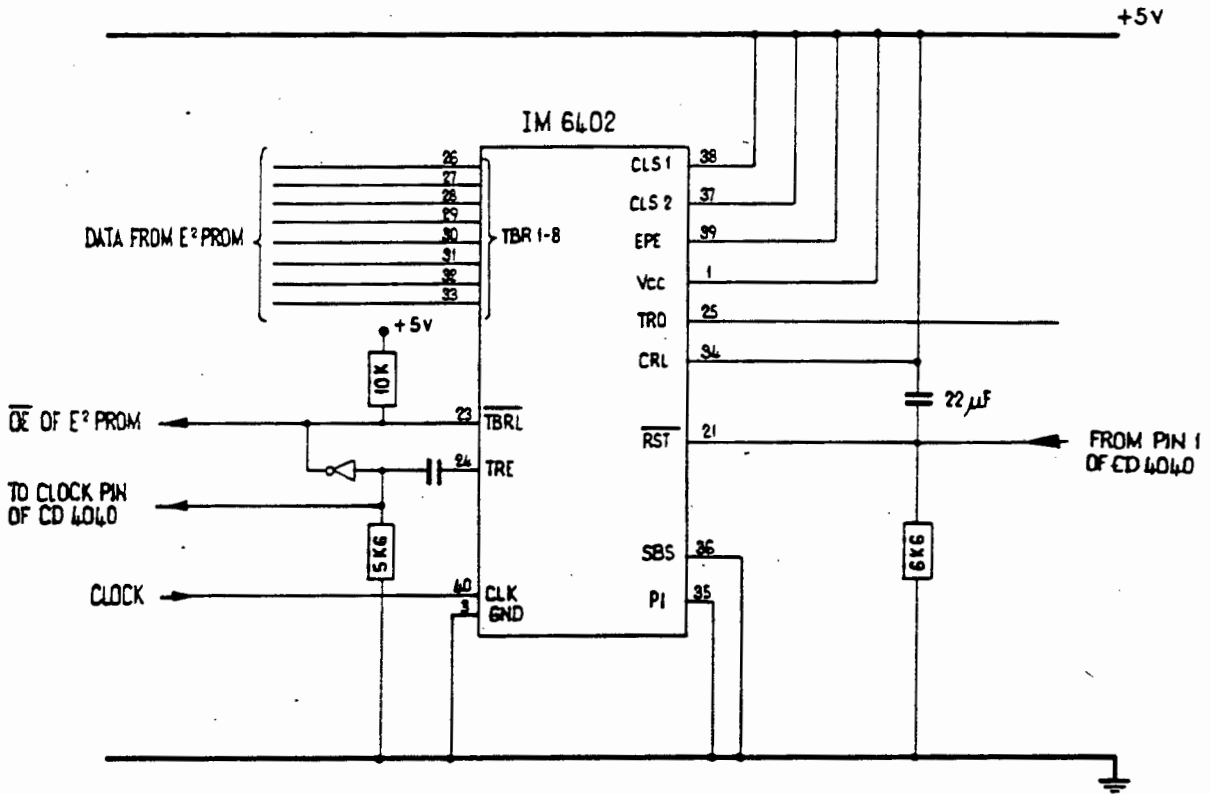 +5v
IM 6402
26
27
28
29
30
31
32
33
DATA FROM E² PROM
TBR 1-8
CLS 1
38
CLS 2
37
EPE
39
Vcc
1
TRO
25
CRL
34
22 µF
+5v
10K
OE OF E² PROM
23
TBRL
RST
21
FROM PIN 1
OF CD 4040
24
TRE
TO CLOCK PIN
OF CD 4040
5K6
6K6
SBS
36
CLOCK
40
CLK
PI
35
3
GND